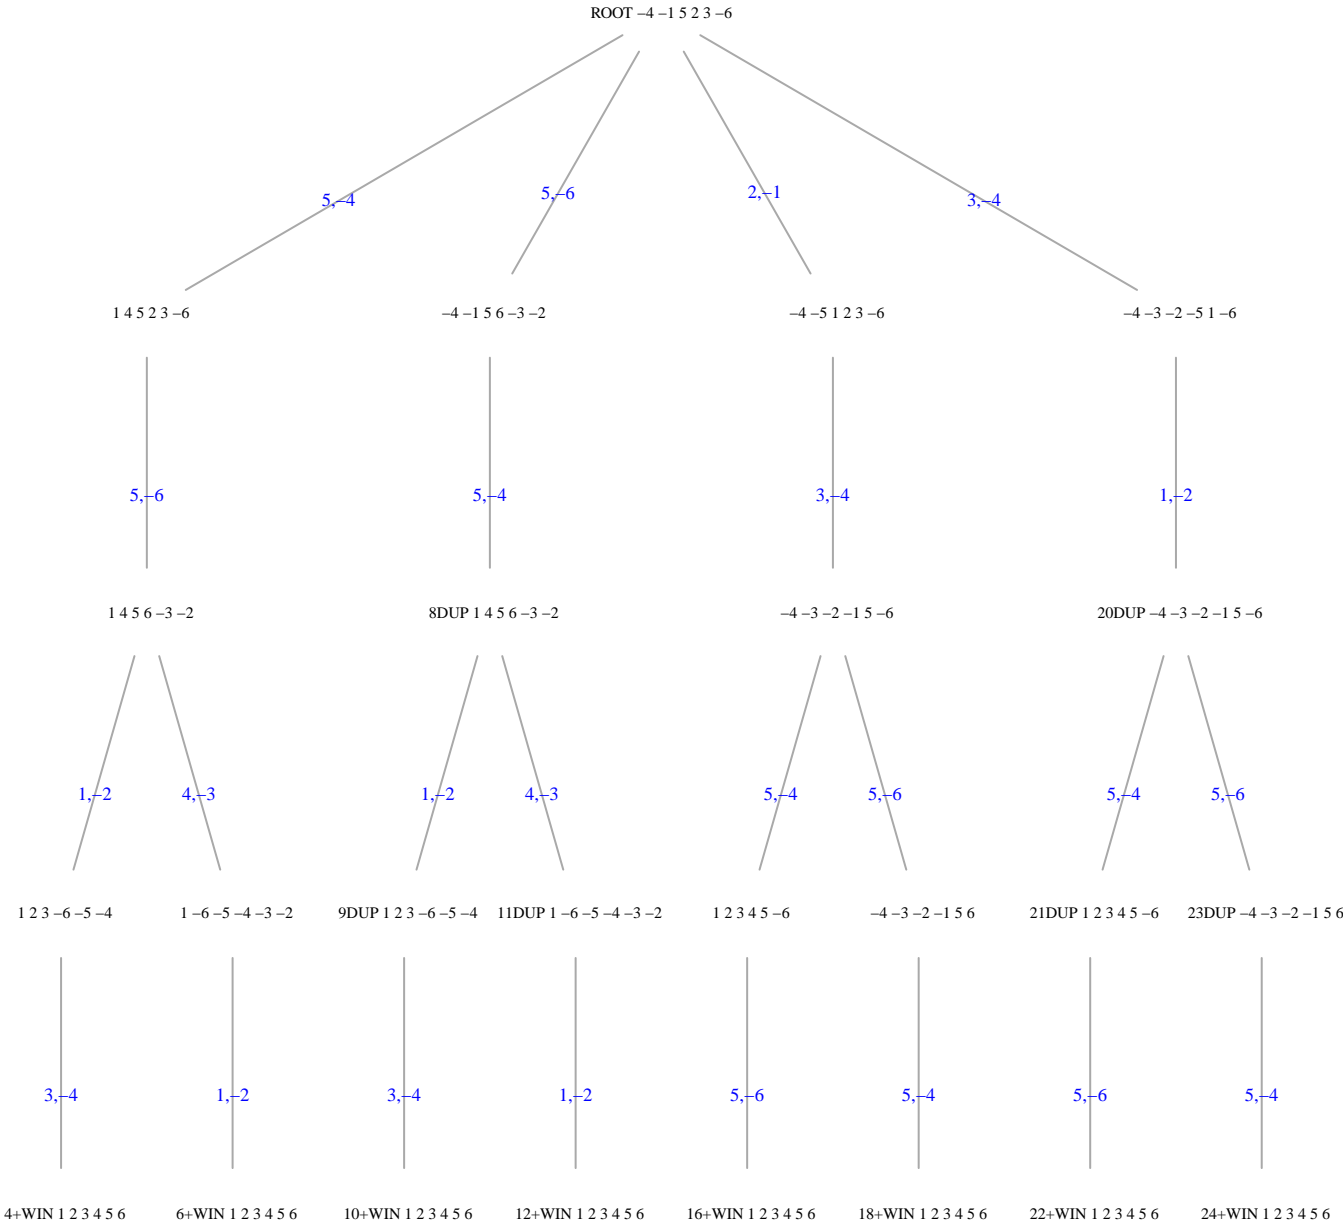 ROOT −4 −1 5 2 3 −6
5,−4
5,−6
2,−1
3,−4
1 4 5 2 3 −6
−4 −1 5 6 −3 −2
−4 −5 1 2 3 −6
−4 −3 −2 −5 1 −6
5,−6
5,−4
3,−4
1,−2
1 4 5 6 −3 −2
8DUP 1 4 5 6 −3 −2
−4 −3 −2 −1 5 −6
20DUP −4 −3 −2 −1 5 −6
1,−2
4,−3
1,−2
4,−3
5,−4
5,−6
5,−4
5,−6
1 2 3 −6 −5 −4
1 −6 −5 −4 −3 −2
9DUP 1 2 3 −6 −5 −4
11DUP 1 −6 −5 −4 −3 −2
1 2 3 4 5 −6
−4 −3 −2 −1 5 6
21DUP 1 2 3 4 5 −6
23DUP −4 −3 −2 −1 5 6
3,−4
1,−2
3,−4
1,−2
5,−6
5,−4
5,−6
5,−4
4+WIN 1 2 3 4 5 6
6+WIN 1 2 3 4 5 6
10+WIN 1 2 3 4 5 6
12+WIN 1 2 3 4 5 6
16+WIN 1 2 3 4 5 6
18+WIN 1 2 3 4 5 6
22+WIN 1 2 3 4 5 6
24+WIN 1 2 3 4 5 6